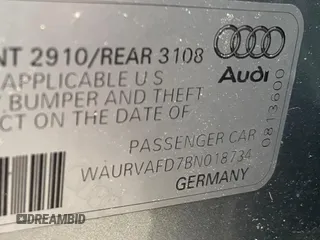 NT 2910/REAR 3108
APPLICABLE U S
BUMPER AND THEFT
CT ON THE DATE OF
Audi
0813600
PASSENGER CAR
WAURVAFD7BN018734
GERMANY
DREAMBID